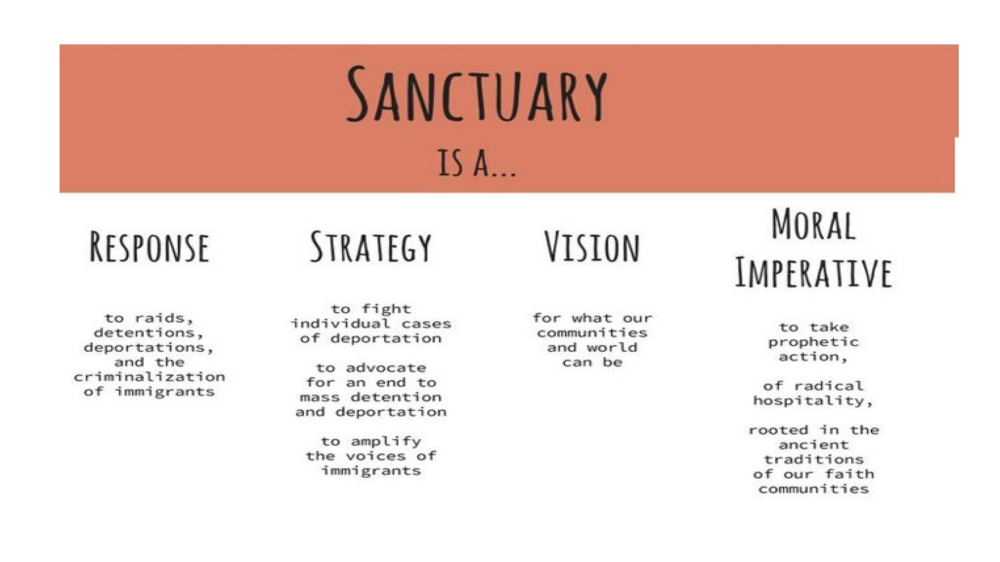 SANCTUARY
IS A...
RESPONSE
to raids,
detentions,
deportations,
and the
criminalization
of immigrants
STRATEGY
to fight
individual cases
of deportation
to advocate
for an end to
mass detention
and deportation
to amplify
the voices of
immigrants
VISION
for what our
communities
and world
can be
MORAL
IMPERATIVE
to take
prophetic
action,
of radical
hospitality,
rooted in the
ancient
traditions
of our faith
communities